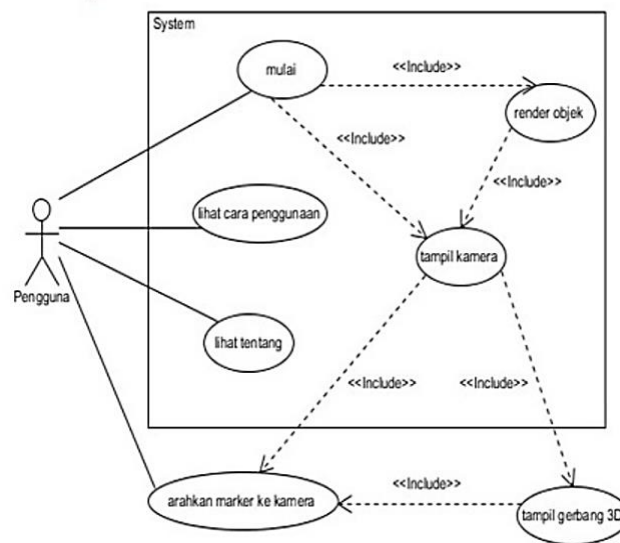 System
mulai
<<Include>>
render objek
<<Include>>
<<Include>>
lihat cara penggunaan
tampil kamera
Pengguna
lihat tentang
<<Include>>
<<Include>>
arahkan marker ke kamera
<<Include>>
tampil gerbang 3D